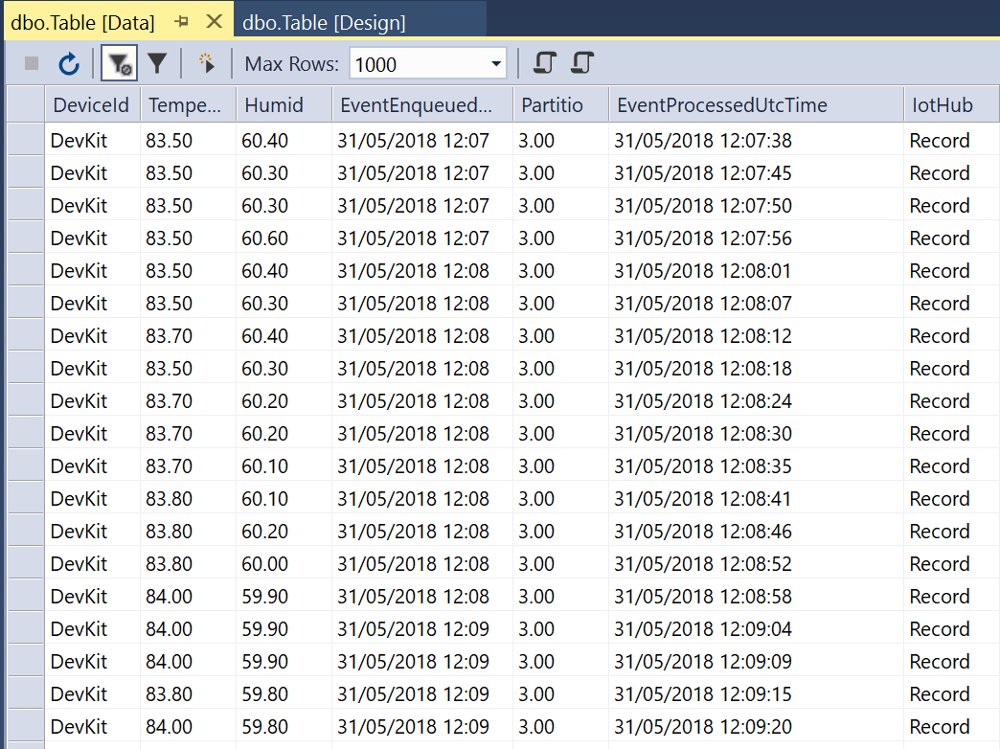 dbo.Table [Data] dbo.Table [Design]
Max Rows: 1000
DeviceId Tempe... Humid EventEnqueued... Partitio EventProcessedUtcTime IotHub
DevKit 83.50 60.40 31/05/2018 12:07 3.00 31/05/2018 12:07:38 Record
DevKit 83.50 60.30 31/05/2018 12:07 3.00 31/05/2018 12:07:45 Record
DevKit 83.50 60.30 31/05/2018 12:07 3.00 31/05/2018 12:07:50 Record
DevKit 83.50 60.60 31/05/2018 12:07 3.00 31/05/2018 12:07:56 Record
DevKit 83.50 60.40 31/05/2018 12:08 3.00 31/05/2018 12:08:01 Record
DevKit 83.50 60.30 31/05/2018 12:08 3.00 31/05/2018 12:08:07 Record
DevKit 83.70 60.40 31/05/2018 12:08 3.00 31/05/2018 12:08:12 Record
DevKit 83.50 60.30 31/05/2018 12:08 3.00 31/05/2018 12:08:18 Record
DevKit 83.70 60.20 31/05/2018 12:08 3.00 31/05/2018 12:08:24 Record
DevKit 83.70 60.20 31/05/2018 12:08 3.00 31/05/2018 12:08:30 Record
DevKit 83.70 60.10 31/05/2018 12:08 3.00 31/05/2018 12:08:35 Record
DevKit 83.80 60.10 31/05/2018 12:08 3.00 31/05/2018 12:08:41 Record
DevKit 83.80 60.20 31/05/2018 12:08 3.00 31/05/2018 12:08:46 Record
DevKit 83.80 60.00 31/05/2018 12:08 3.00 31/05/2018 12:08:52 Record
DevKit 84.00 59.90 31/05/2018 12:08 3.00 31/05/2018 12:08:58 Record
DevKit 84.00 59.90 31/05/2018 12:09 3.00 31/05/2018 12:09:04 Record
DevKit 84.00 59.90 31/05/2018 12:09 3.00 31/05/2018 12:09:09 Record
DevKit 83.80 59.80 31/05/2018 12:09 3.00 31/05/2018 12:09:15 Record
DevKit 84.00 59.80 31/05/2018 12:09 3.00 31/05/2018 12:09:20 Record